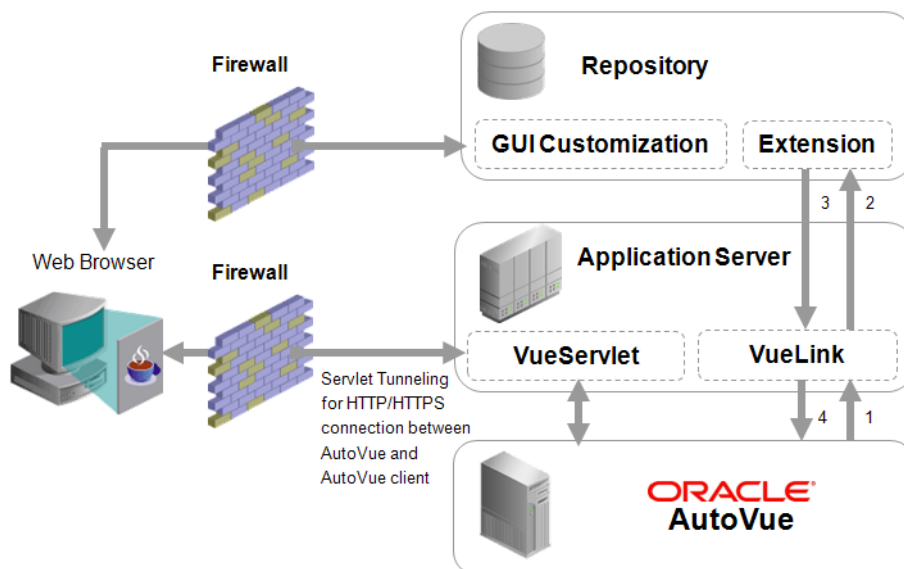 Firewall
Repository
GUI Customization
Extension
3
2
Web Browser
Firewall
Application Server
VueServlet
VueLink
Servlet Tunneling
for HTTP/HTTPS
connection between
AutoVue and
AutoVue client
4
1
ORACLE®
AutoVue